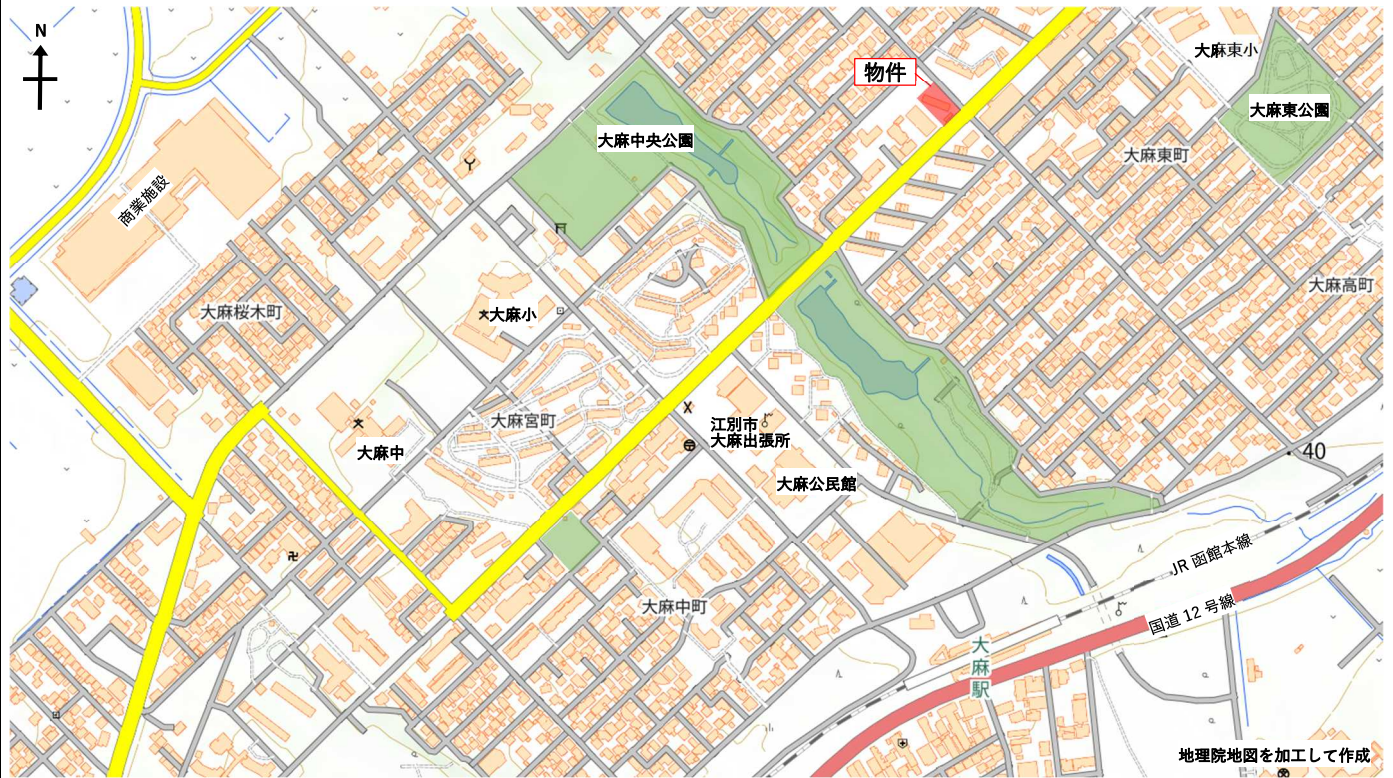 N
大麻東小
物件
大麻東公園
大麻中央公園
大麻東町
商業施設
大麻高町
大麻桜木町
大麻小
大麻宮町
江別市
大麻出張所
大麻中
40
大麻公民館
JR 函館本線
大麻中町
国道 12 号線
大麻駅
地理院地図を加工して作成